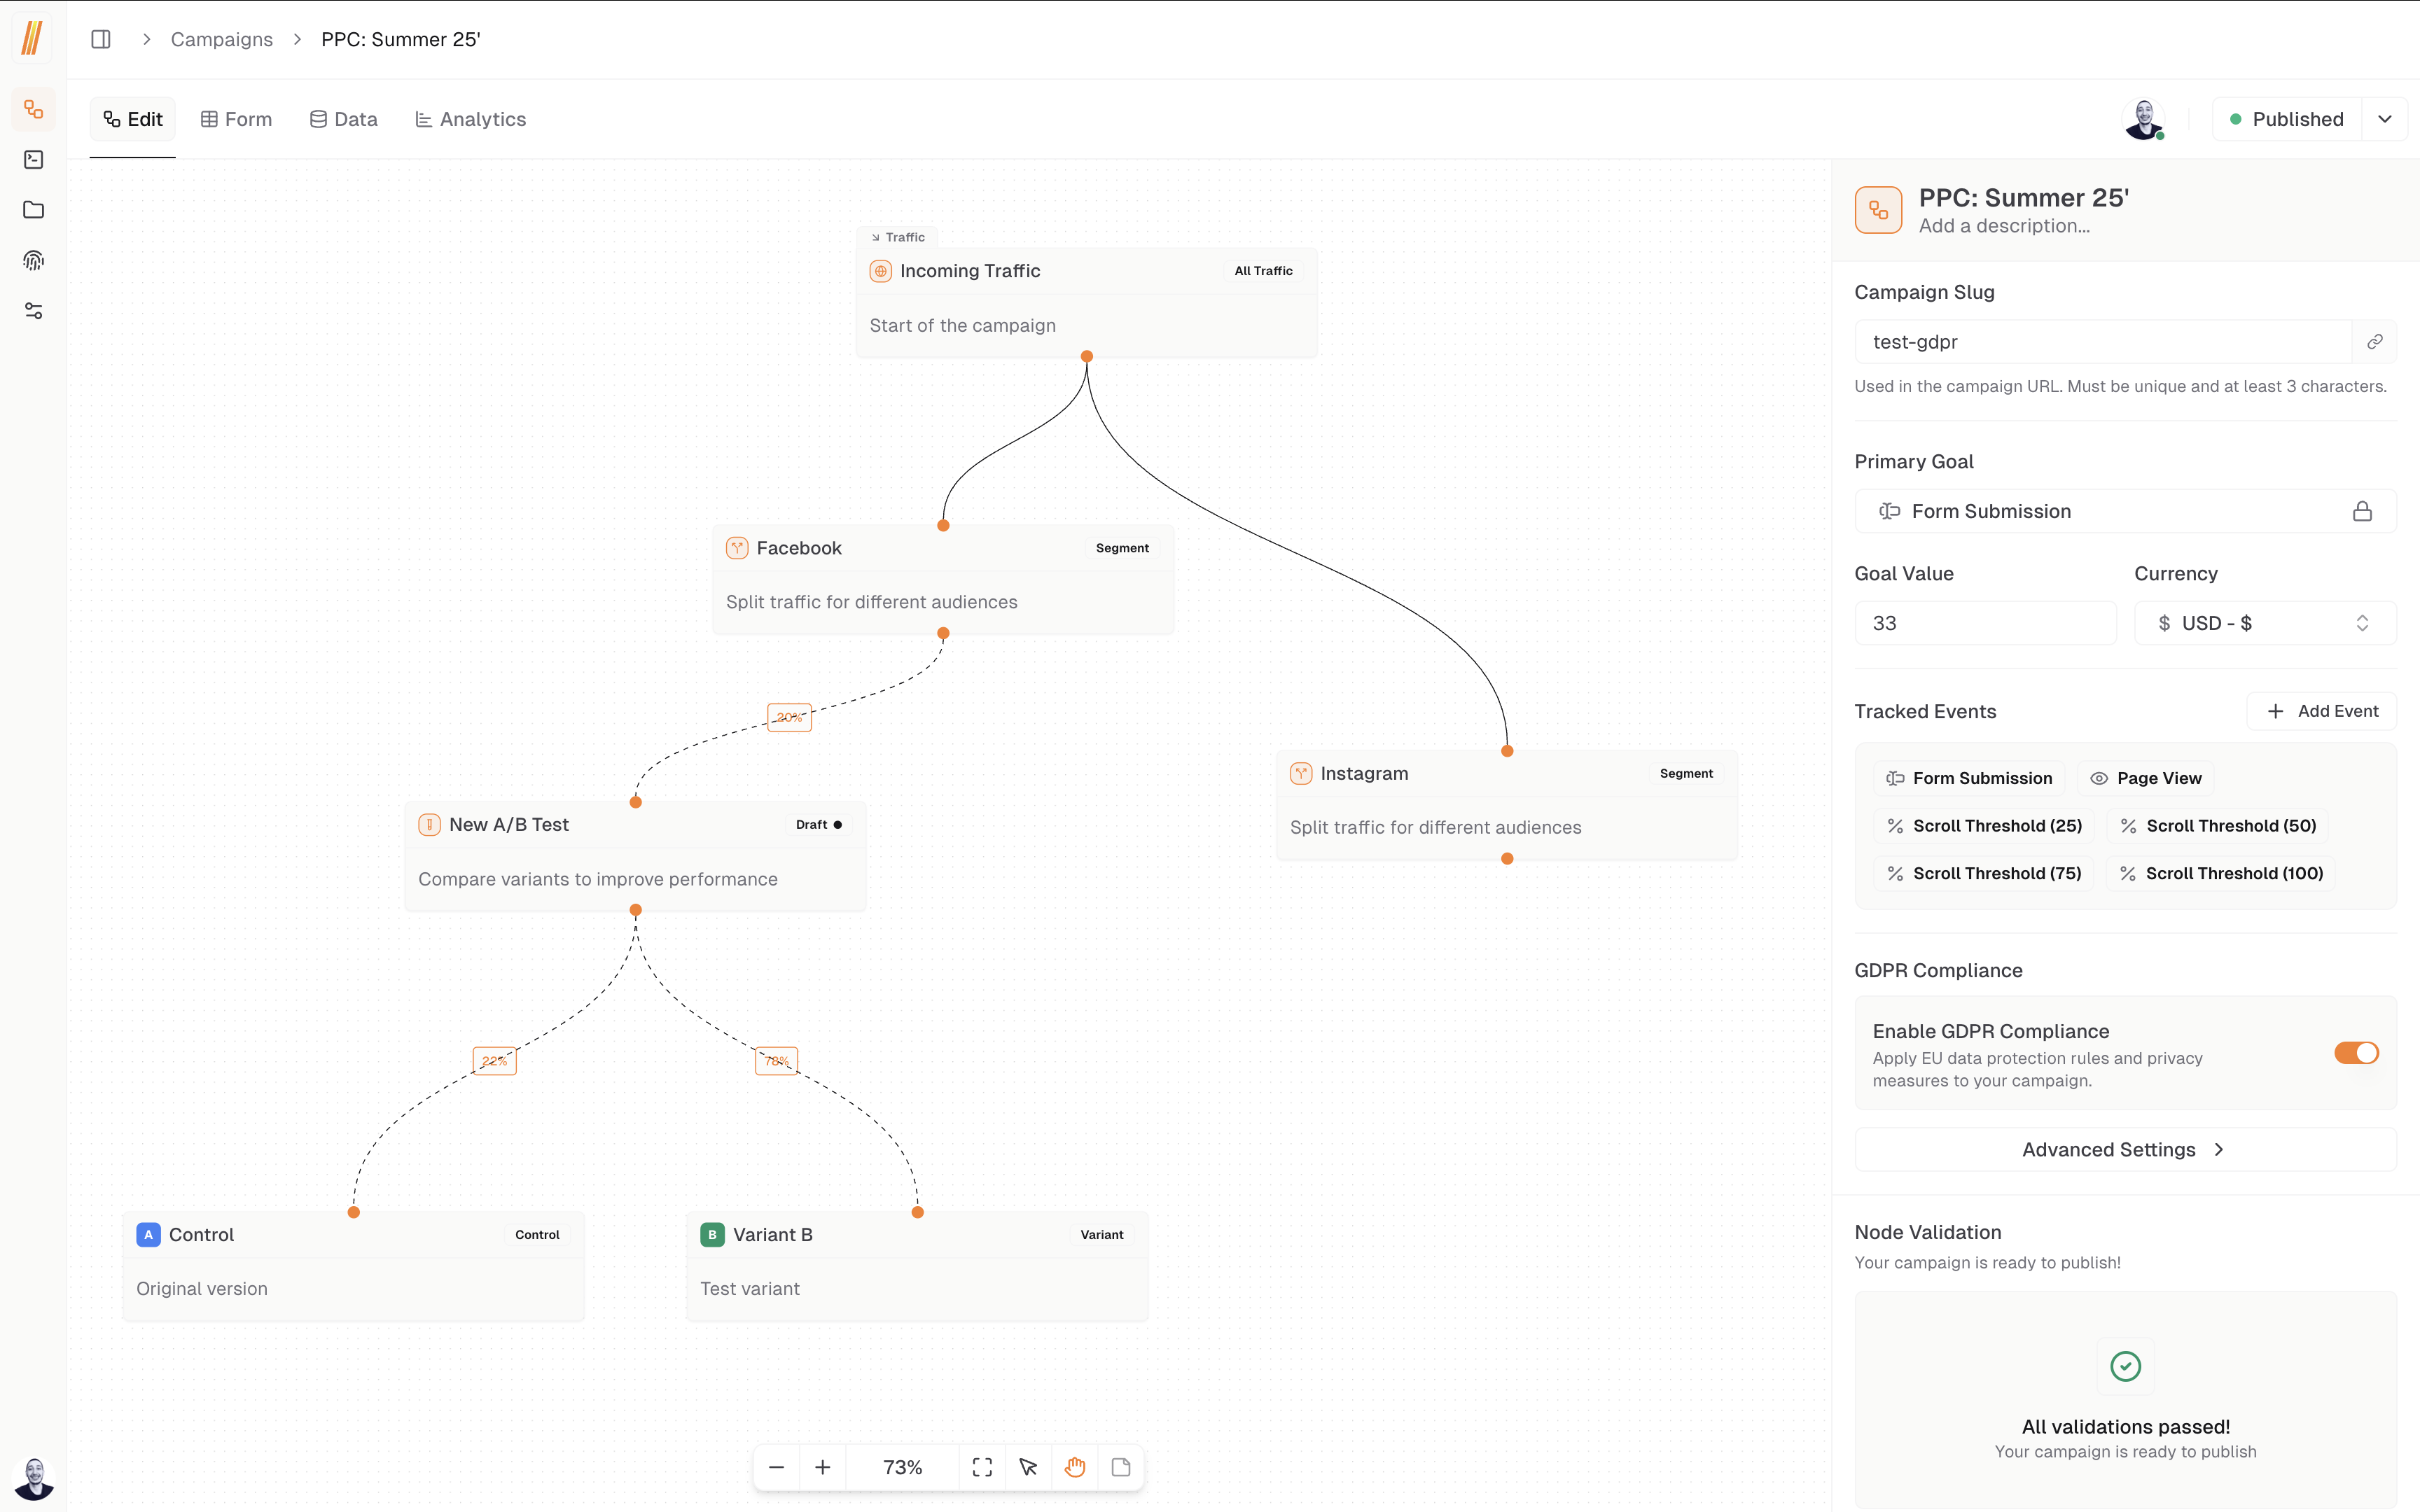 Campaigns
PPC: Summer 25'
Edit
Form
Data
Analytics
Published
Traffic
Incoming Traffic
All Traffic
Start of the campaign
Facebook
Segment
Split traffic for different audiences
20%
Instagram
Segment
Split traffic for different audiences
New A/B Test
Draft
Compare variants to improve performance
22%
78%
A
Control
Control
Original version
B
Variant B
Variant
Test variant
73%
PPC: Summer 25'
Add a description...
Campaign Slug
test-gdpr
Used in the campaign URL. Must be unique and at least 3 characters.
Primary Goal
Form Submission
Goal Value
Currency
33
$ USD - $
Tracked Events
Add Event
Form Submission
Page View
Scroll Threshold (25)
Scroll Threshold (50)
Scroll Threshold (75)
Scroll Threshold (100)
GDPR Compliance
Enable GDPR Compliance
Apply EU data protection rules and privacy
measures to your campaign.
Advanced Settings
Node Validation
Your campaign is ready to publish!
All validations passed!
Your campaign is ready to publish